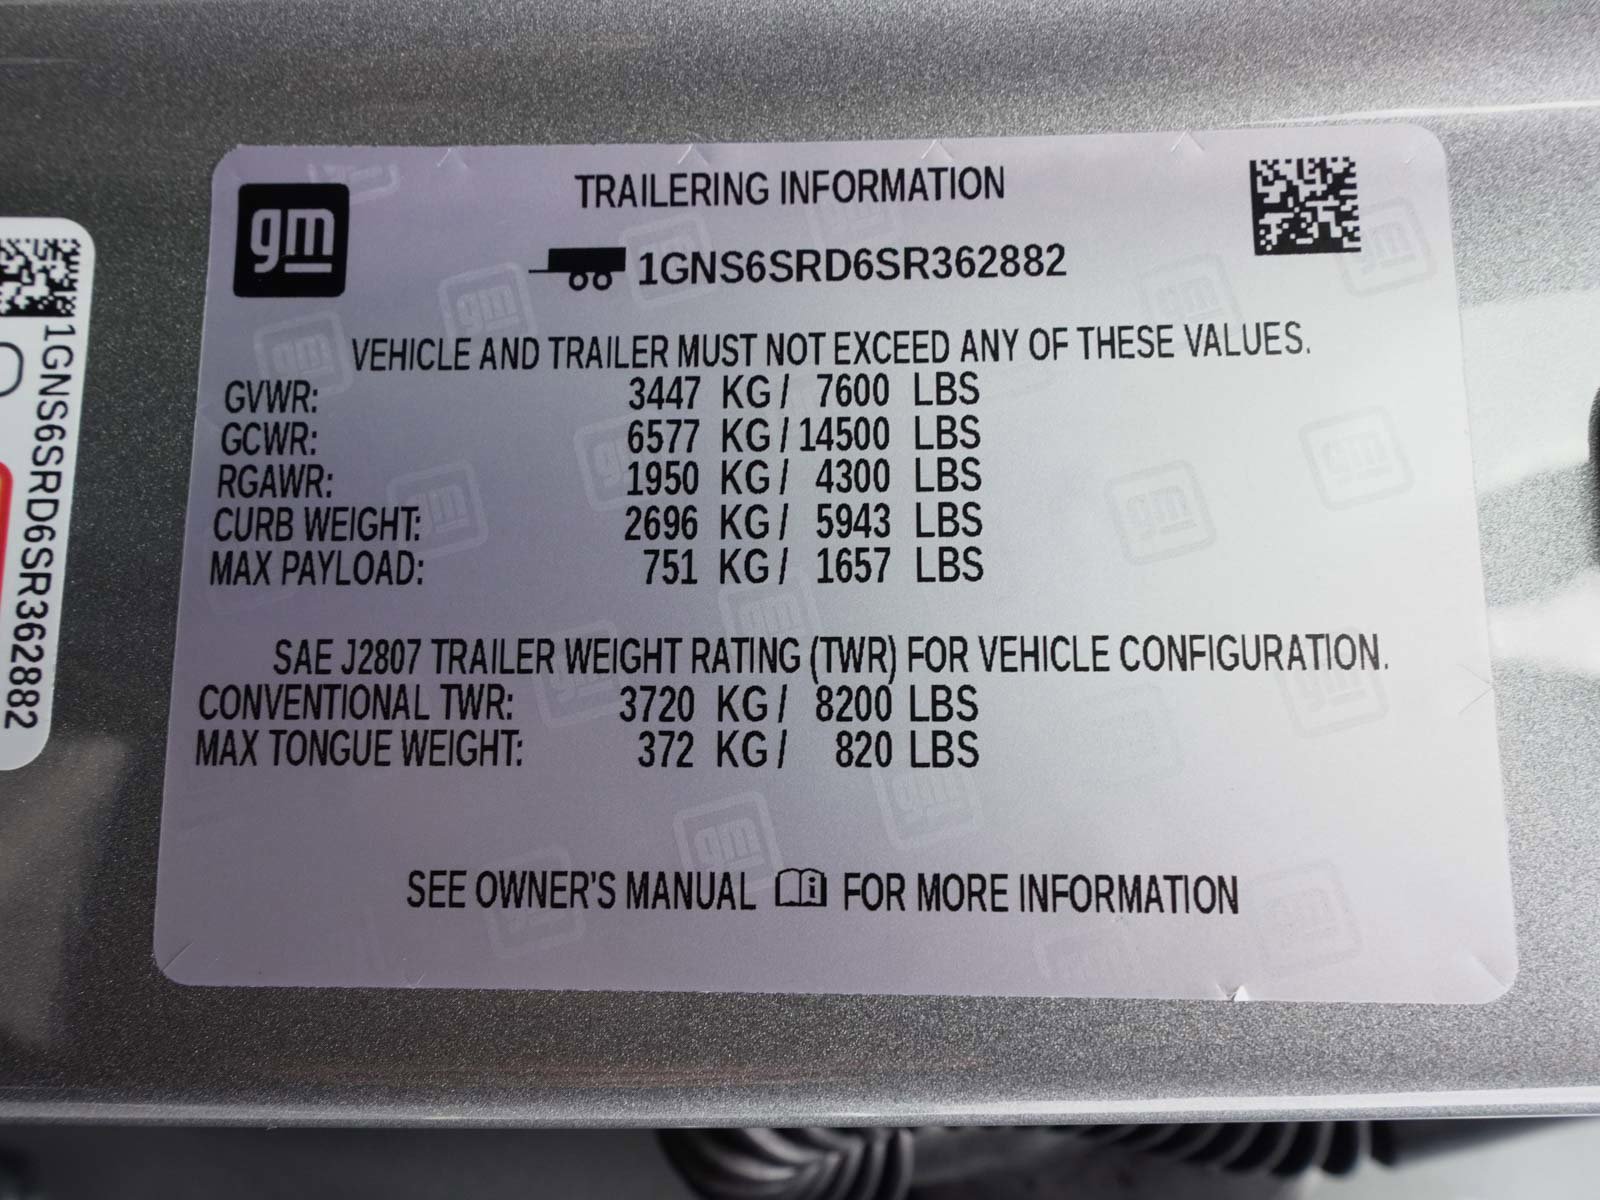 gm
TRAILERING INFORMATION
1GNS6SRD6SR362882
VEHICLE AND TRAILER MUST NOT EXCEED ANY OF THESE VALUES.
GVWR: 3447 KG / 7600 LBS
GCWR: 6577 KG / 14500 LBS
RGAWR: 1950 KG / 4300 LBS
CURB WEIGHT: 2696 KG / 5943 LBS
MAX PAYLOAD: 751 KG / 1657 LBS
SAE J2807 TRAILER WEIGHT RATING (TWR) FOR VEHICLE CONFIGURATION.
CONVENTIONAL TWR: 3720 KG / 8200 LBS
MAX TONGUE WEIGHT: 372 KG / 820 LBS
SEE OWNER'S MANUAL FOR MORE INFORMATION
1GNS6SRD6SR362882